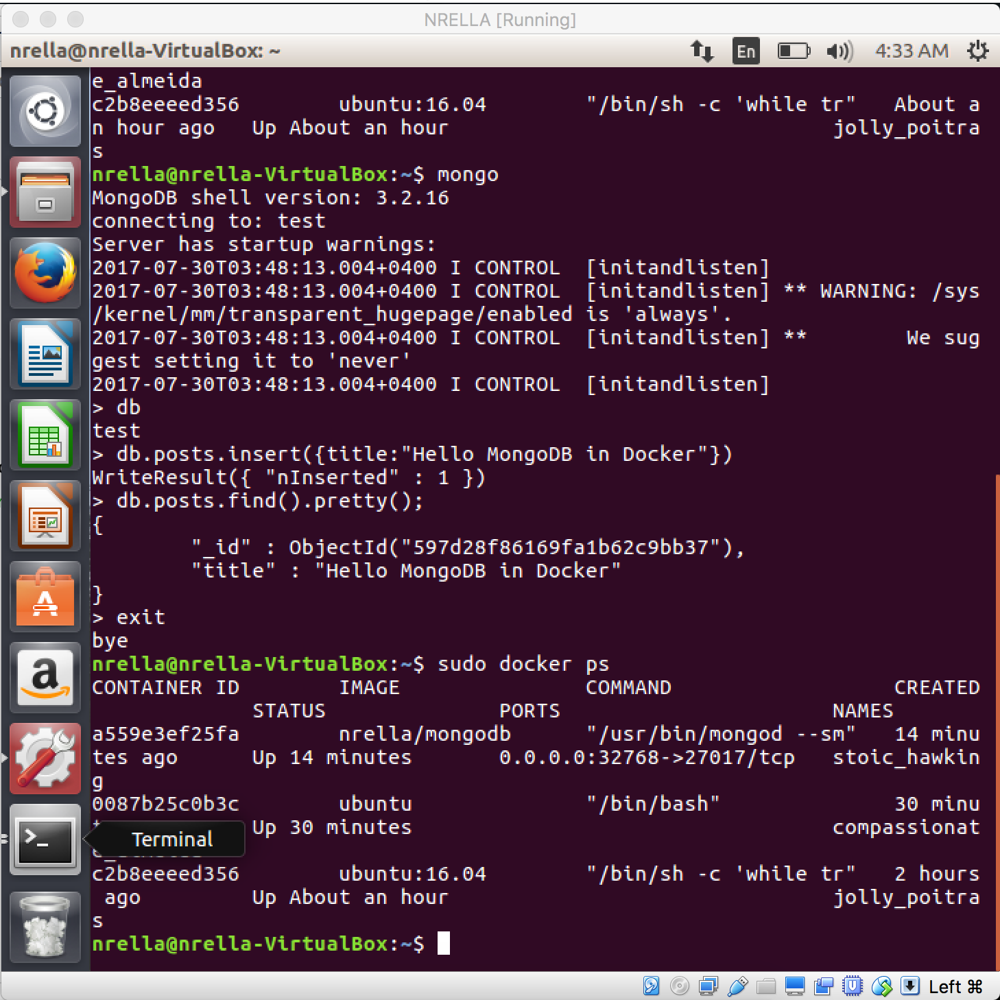 NRELLA [Running]
nrella@nrella-VirtualBox: ~
En
4:33 AM
e_almeida
c2b8eeeed356        ubuntu:16.04        "/bin/sh -c 'while tr"   About a
n hour ago   Up About an hour                               jolly_poitra
s
nrella@nrella-VirtualBox:~$ mongo
MongoDB shell version: 3.2.16
connecting to: test
Server has startup warnings:
2017-07-30T03:48:13.004+0400 I CONTROL  [initandlisten]
2017-07-30T03:48:13.004+0400 I CONTROL  [initandlisten] ** WARNING: /sys
/kernel/mm/transparent_hugepage/enabled is 'always'.
2017-07-30T03:48:13.004+0400 I CONTROL  [initandlisten] **        We sug
gest setting it to 'never'
2017-07-30T03:48:13.004+0400 I CONTROL  [initandlisten]
> db
test
> db.posts.insert({title:"Hello MongoDB in Docker"})
WriteResult({ "nInserted" : 1 })
> db.posts.find().pretty();
{
        "_id" : ObjectId("597d28f86169fa1b62c9bb37"),
        "title" : "Hello MongoDB in Docker"
}
> exit
bye
nrella@nrella-VirtualBox:~$ sudo docker ps
CONTAINER ID        IMAGE               COMMAND                  CREATED
             STATUS              PORTS                      NAMES
a559e3ef25fa        nrella/mongodb      "/usr/bin/mongod --sm"   14 minu
tes ago      Up 14 minutes       0.0.0.0:32768->27017/tcp   stoic_hawkin
g
0087b25c0b3c        ubuntu              "/bin/bash"              30 minu
Up 30 minutes                                  compassionat
Terminal
c2b8eeeed356        ubuntu:16.04        "/bin/sh -c 'while tr"   2 hours
 ago         Up About an hour                               jolly_poitra
s
nrella@nrella-VirtualBox:~$
Left ⌘